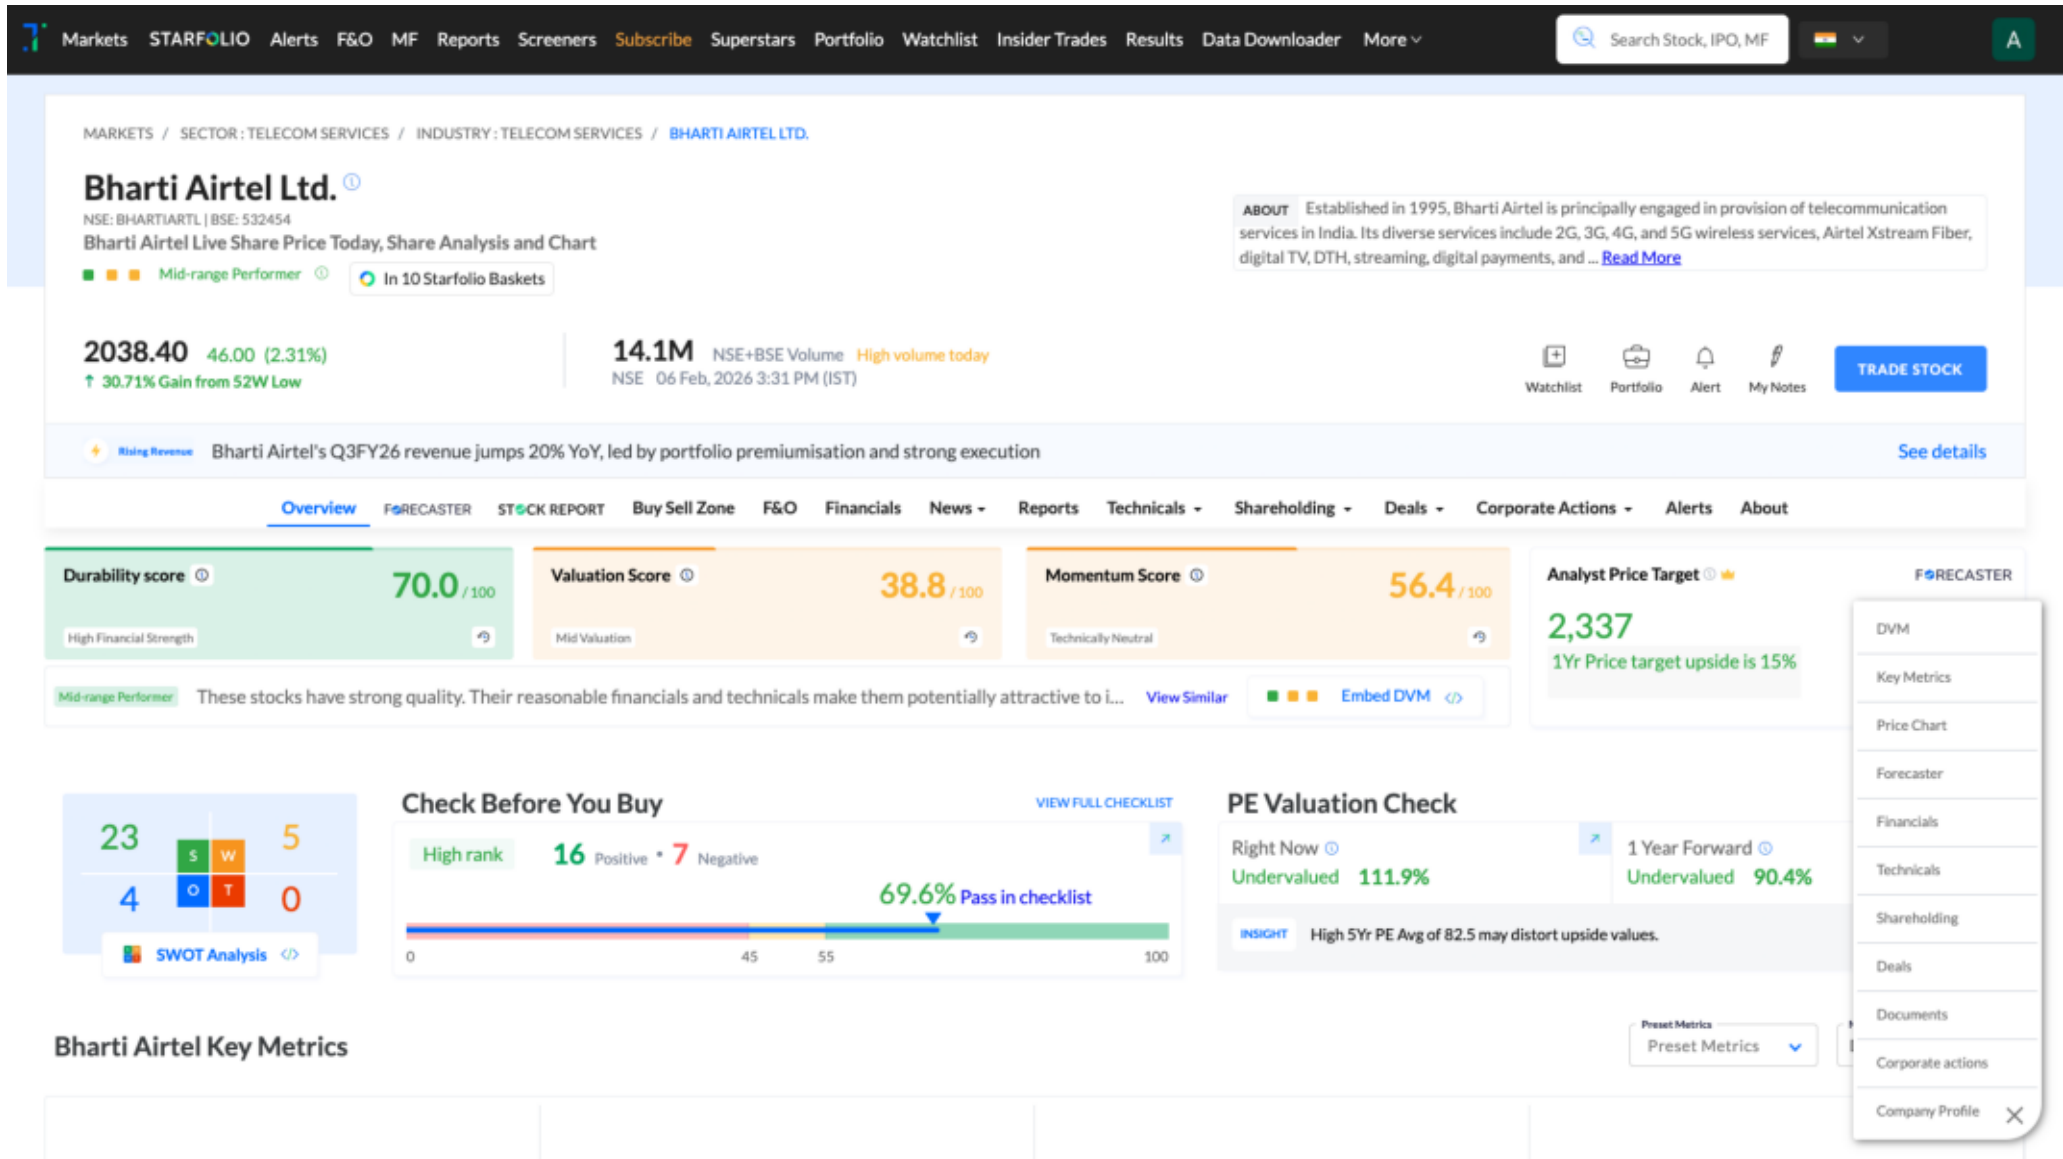 Markets STARFOLIO Alerts F&O MF Reports Screeners Subscribe Superstars Portfolio Watchlist Insider Trades Results Data Downloader More Search Stock, IPO, MF A
MARKETS / SECTOR : TELECOM SERVICES / INDUSTRY : TELECOM SERVICES / BHARTI AIRTEL LTD.
Bharti Airtel Ltd.
NSE: BHARTIARTL | BSE: 532454
Bharti Airtel Live Share Price Today, Share Analysis and Chart
Mid-range Performer In 10 Starfolio Baskets
ABOUT Established in 1995, Bharti Airtel is principally engaged in provision of telecommunication
services in India. Its diverse services include 2G, 3G, 4G, and 5G wireless services, Airtel Xstream Fiber,
digital TV, DTH, streaming, digital payments, and ... Read More
2038.40 46.00 (2.31%)
↑ 30.71% Gain from 52W Low
14.1M NSE+BSE Volume High volume today
NSE 06 Feb, 2026 3:31 PM (IST)
Watchlist Portfolio Alert My Notes TRADE STOCK
Rising Revenue Bharti Airtel's Q3FY26 revenue jumps 20% YoY, led by portfolio premiumisation and strong execution See details
Overview FORECASTER STOCK REPORT Buy Sell Zone F&O Financials News Reports Technicals Shareholding Deals Corporate Actions Alerts About
Durability score 70.0 / 100
High Financial Strength
Valuation Score 38.8 / 100
Mid Valuation
Momentum Score 56.4 / 100
Technically Neutral
Analyst Price Target FORECASTER
2,337
1Yr Price target upside is 15%
Mid-range Performer These stocks have strong quality. Their reasonable financials and technicals make them potentially attractive to i... View Similar Embed DVM </>
23 S W 5
4 O T 0
SWOT Analysis </>
Check Before You Buy VIEW FULL CHECKLIST
High rank 16 Positive • 7 Negative
69.6% Pass in checklist
0 45 55 100
PE Valuation Check
Right Now
Undervalued 111.9%
1 Year Forward
Undervalued 90.4%
INSIGHT High 5Yr PE Avg of 82.5 may distort upside values.
Bharti Airtel Key Metrics
Preset Metrics
Preset Metrics
DVM
Key Metrics
Price Chart
Forecaster
Financials
Technicals
Shareholding
Deals
Documents
Corporate actions
Company Profile